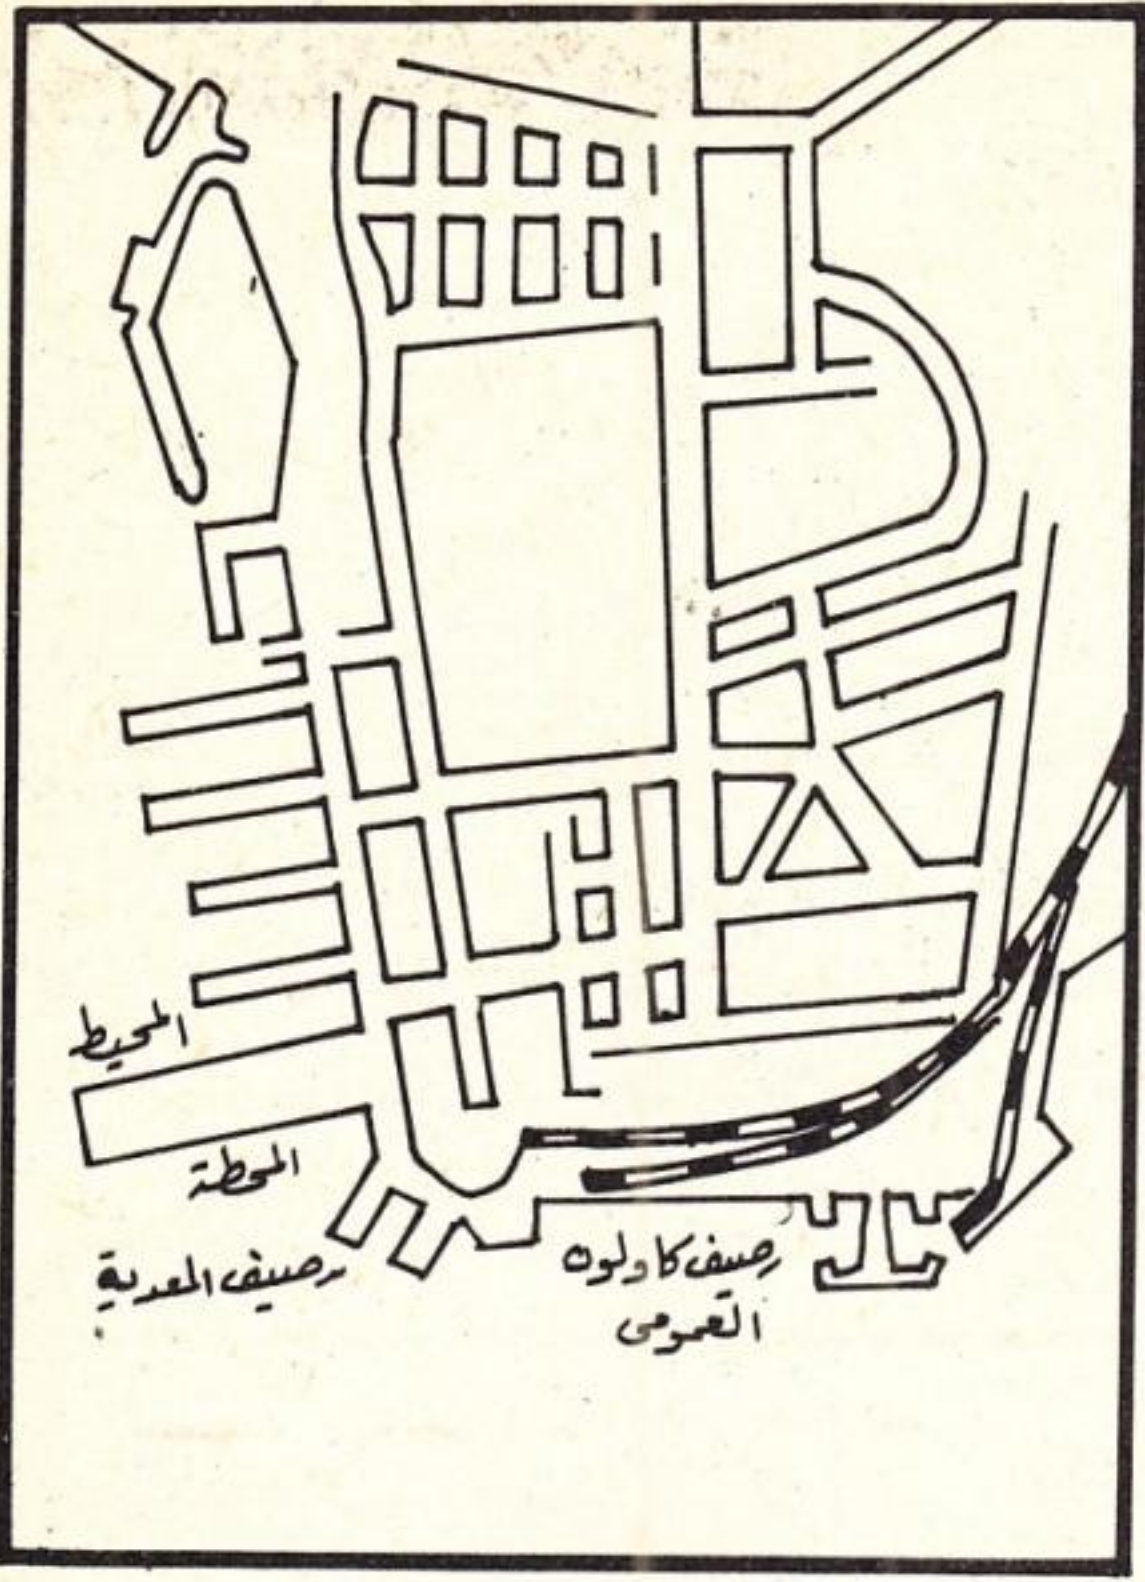 المحيط
المحطة
رصيف المعدية
رصيف كاولون
العمومى